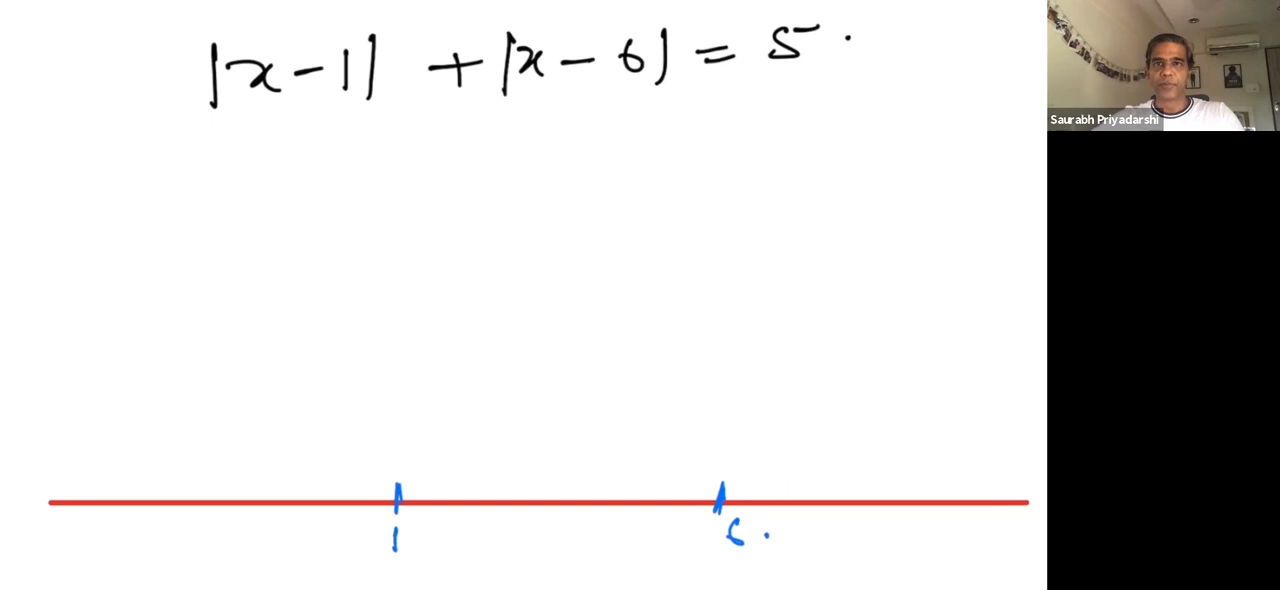 |x-1| + |x-6| = 5.
Saurabh Priyadarshi
1 6.